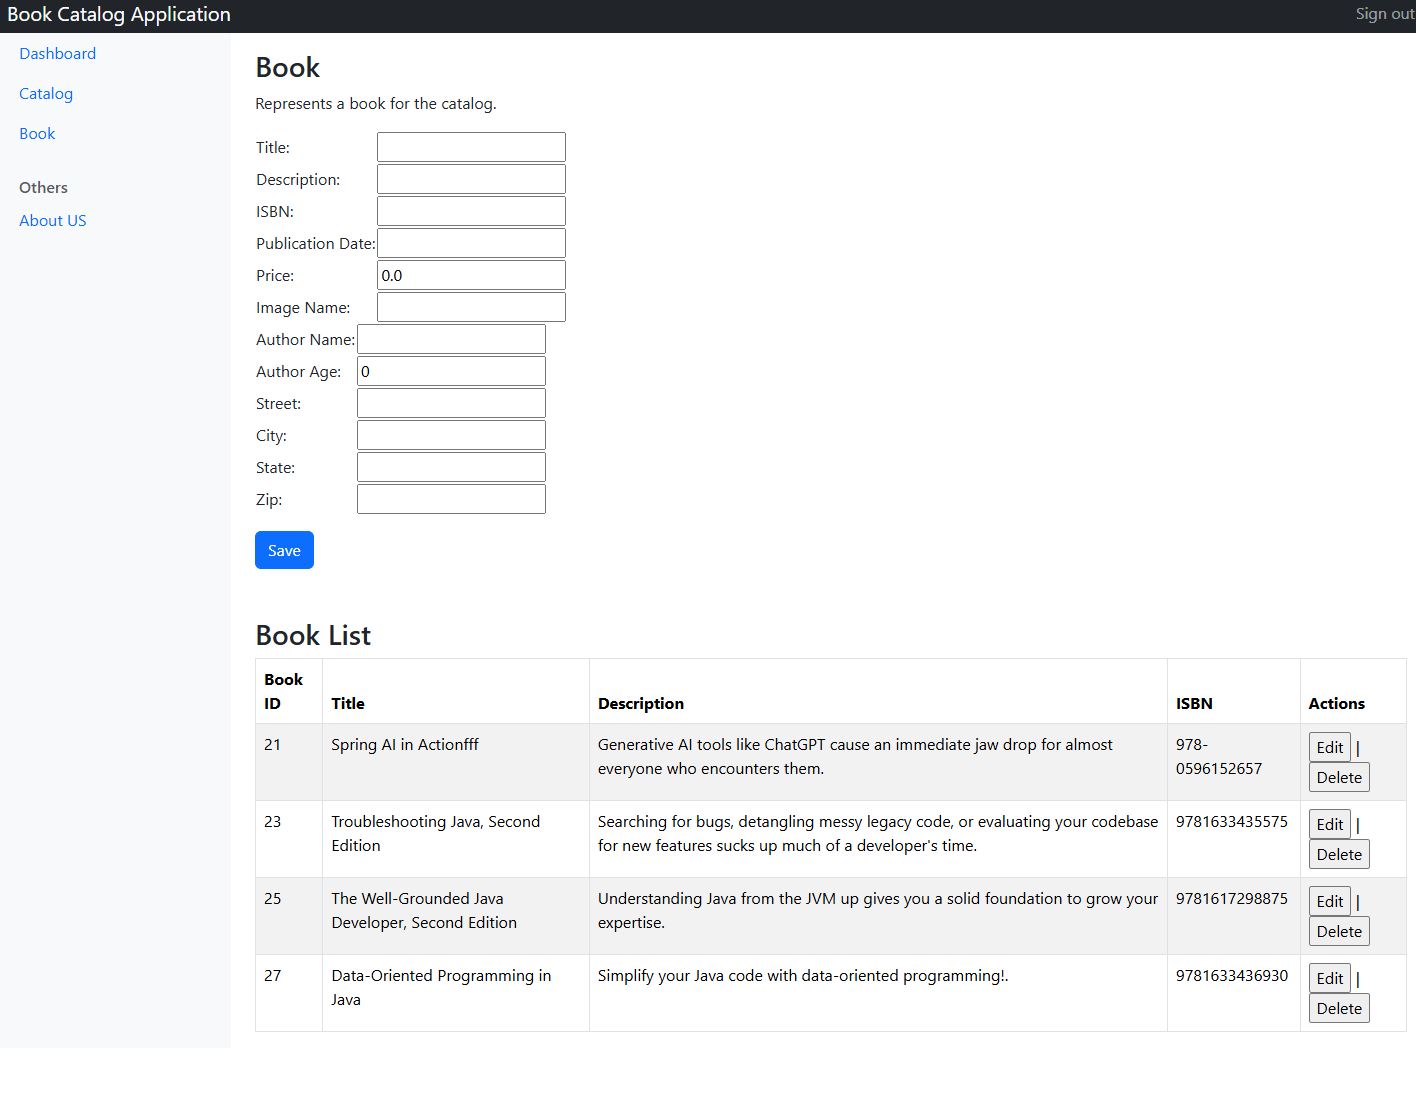 Book Catalog Application
Sign out
Dashboard
Catalog
Book
Others
About US
Book
Represents a book for the catalog.
Title:
Description:
ISBN:
Publication Date:
Price: 0.0
Image Name:
Author Name:
Author Age: 0
Street:
City:
State:
Zip:
Save
Book List
Book
ID
Title
Description
ISBN
Actions
21
Spring AI in Actionfff
Generative AI tools like ChatGPT cause an immediate jaw drop for almost
everyone who encounters them.
978-
0596152657
Edit |
Delete
23
Troubleshooting Java, Second
Edition
Searching for bugs, detangling messy legacy code, or evaluating your codebase
for new features sucks up much of a developer's time.
9781633435575
Edit |
Delete
25
The Well-Grounded Java
Developer, Second Edition
Understanding Java from the JVM up gives you a solid foundation to grow your
expertise.
9781617298875
Edit |
Delete
27
Data-Oriented Programming in
Java
Simplify your Java code with data-oriented programming!.
9781633436930
Edit |
Delete